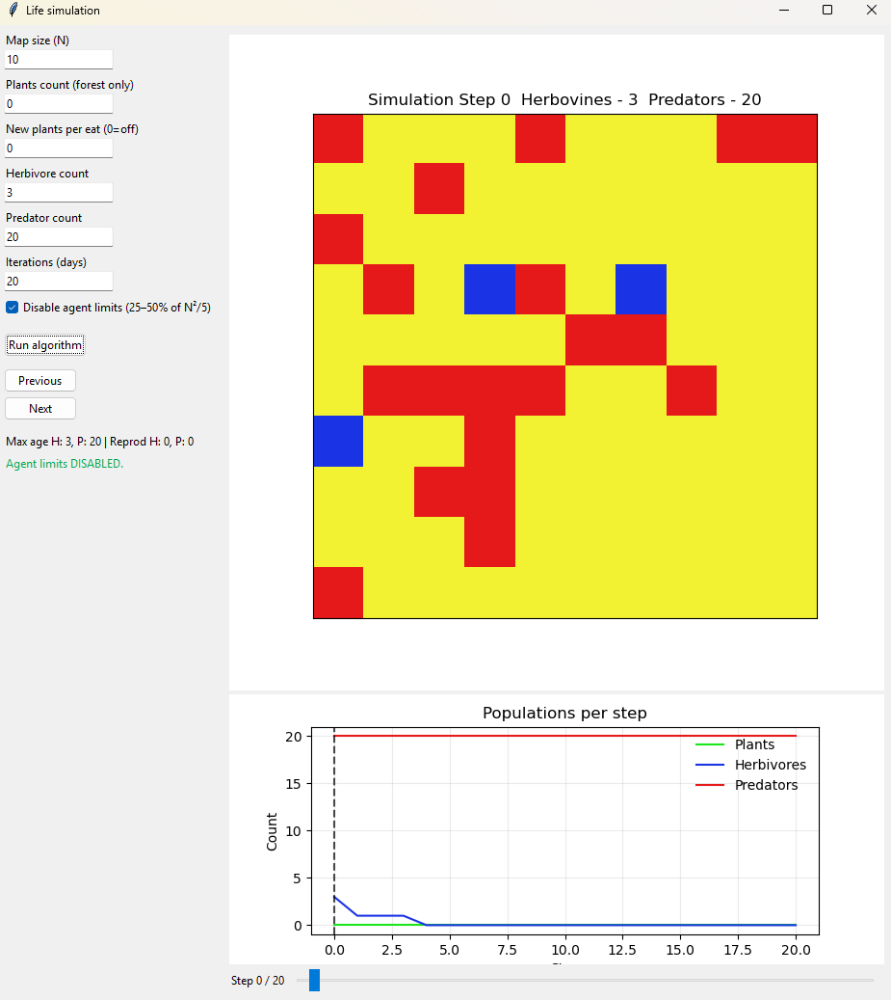 Life simulation
Map size (N)
10
Plants count (forest only)
0
New plants per eat (0=off)
0
Herbivore count
3
Predator count
20
Iterations (days)
20
Disable agent limits (25–50% of N²/5)
Run algorithm
Previous
Next
Max age H: 3, P: 20 | Reprod H: 0, P: 0
Agent limits DISABLED.
Simulation Step 0  Herbovines - 3  Predators - 20
Populations per step
20
15
10
5
0
Count
Plants
Herbivores
Predators
0.0 2.5 5.0 7.5 10.0 12.5 15.0 17.5 20.0
Step 0 / 20